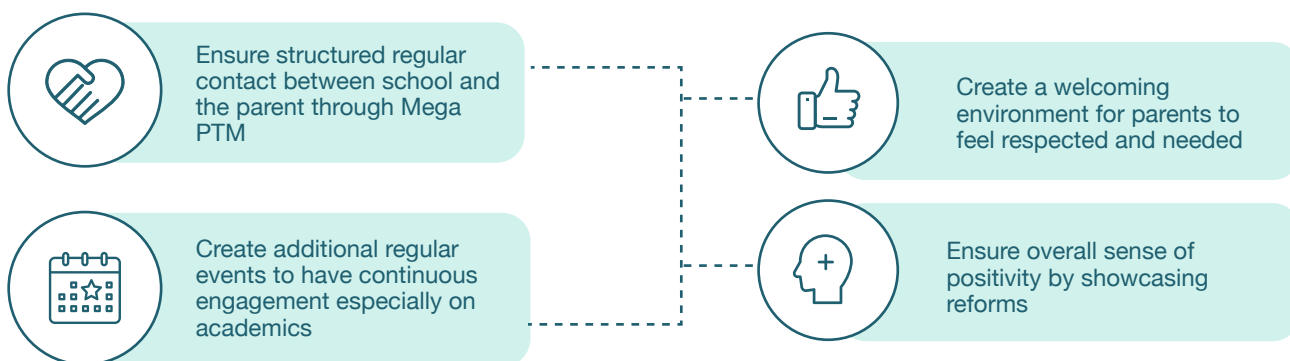 Ensure structured regular
contact between school and
the parent through Mega
PTM
Create additional regular
events to have continuous
engagement especially on
academics
Create a welcoming
environment for parents to
feel respected and needed
Ensure overall sense of
positivity by showcasing
reforms